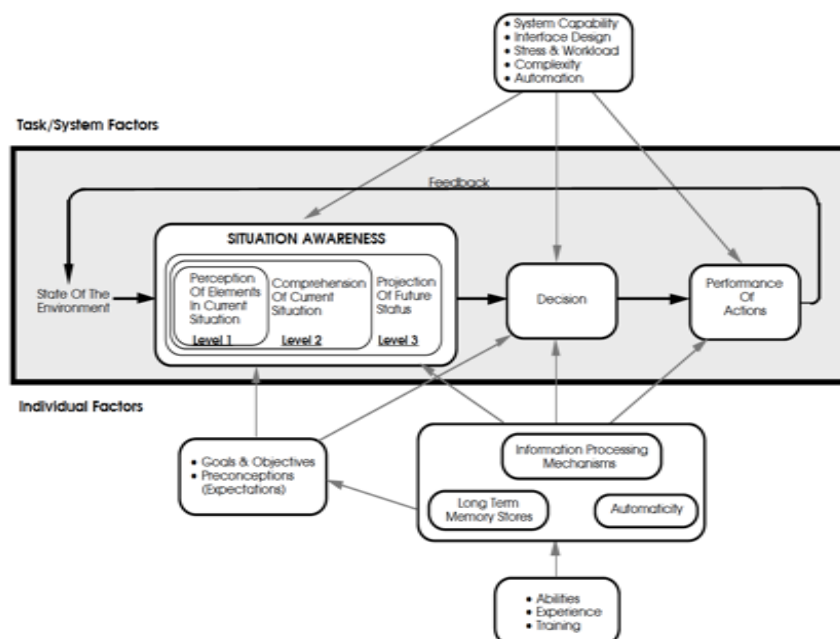 • System Capability
• Interface Design
• Stress & Workload
• Complexity
• Automation
Task/System Factors
Feedback
SITUATION AWARENESS
Perception
Of Elements
In Current
Situation
Level 1
Comprehension
Of Current
Situation
Level 2
Projection
Of Future
Status
Level 3
State Of The
Environment
Decision
Performance
Of
Actions
Individual Factors
• Goals & Objectives
• Preconceptions
(Expectations)
Information Processing
Mechanisms
Long Term
Memory Stores
Automaticity
• Abilities
• Experience
• Training